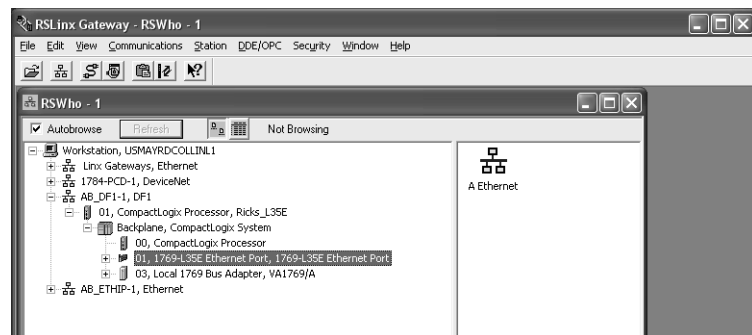 RSLinx Gateway - RSWho - 1
File Edit View Communications Station DDE/OPC Security Window Help
RSWho - 1
Autobrowse Refresh Not Browsing
Workstation, USMAYRDCOLLINL1
Linx Gateways, Ethernet
1784-PCD-1, DeviceNet
AB_DF1-1, DF1
01, CompactLogix Processor, Ricks_L35E
Backplane, CompactLogix System
00, CompactLogix Processor
01, 1769-L35E Ethernet Port, 1769-L35E Ethernet Port
03, Local 1769 Bus Adapter, VA1769/A
AB_ETHIP-1, Ethernet
A Ethernet